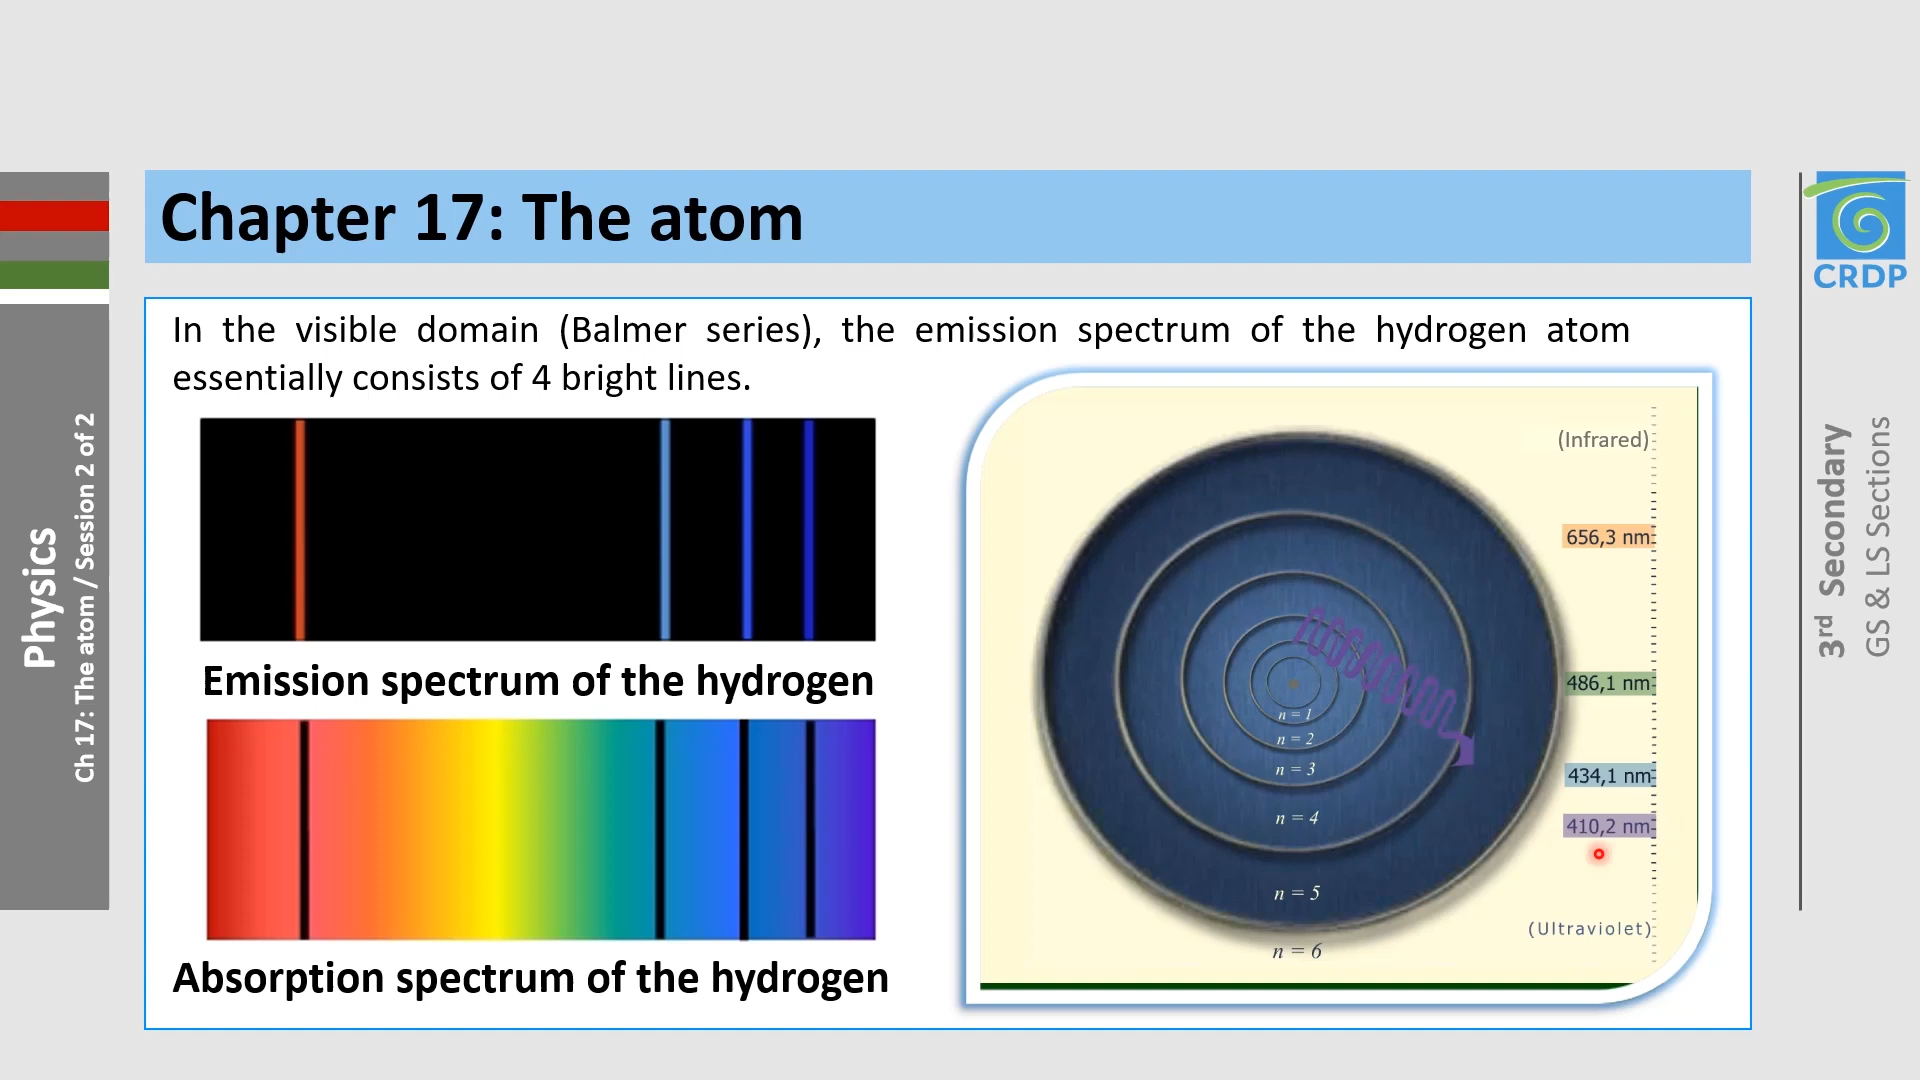 Chapter 17: The atom
In the visible domain (Balmer series), the emission spectrum of the hydrogen atom
essentially consists of 4 bright lines.
Emission spectrum of the hydrogen
Absorption spectrum of the hydrogen
n = 1
n = 2
n = 3
n = 4
n = 5
n = 6
(Infrared)
656,3 nm
486,1 nm
434,1 nm
410,2 nm
(Ultraviolet)
Physics
Ch 17: The atom / Session 2 of 2
CRDP
3rd Secondary
GS & LS Sections